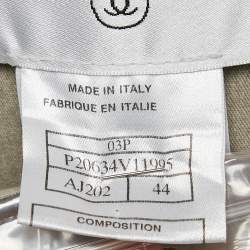 MADE IN ITALY
FABRIQUE EN ITALIE
03P
P20634V11995
AJ202 44
COMPOSITION